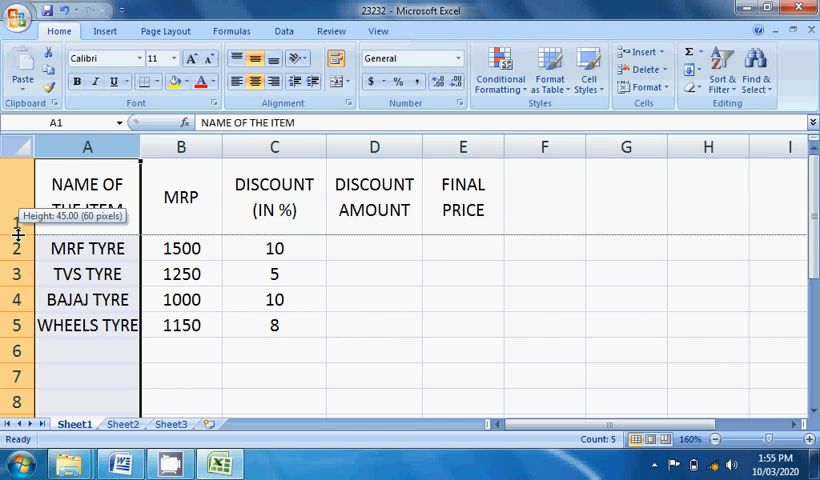 23232 - Microsoft Excel
Home Insert Page Layout Formulas Data Review View
Paste
Clipboard
Calibri 11
B I U
Font
Alignment
General
$ % ,
Number
Conditional Formatting
Format as Table
Cell Styles
Styles
Insert
Delete
Format
Cells
Σ
Sort & Filter
Find & Select
Editing
A1 fx NAME OF THE ITEM
A B C D E F G H I
1 NAME OF MRP DISCOUNT (IN %) DISCOUNT AMOUNT FINAL PRICE
Height: 45.00 (60 pixels)
2 MRF TYRE 1500 10
3 TVS TYRE 1250 5
4 BAJAJ TYRE 1000 10
5 WHEELS TYRE 1150 8
6
7
8
Sheet1 Sheet2 Sheet3
Ready Count: 5 160%
1:55 PM
10/03/2020